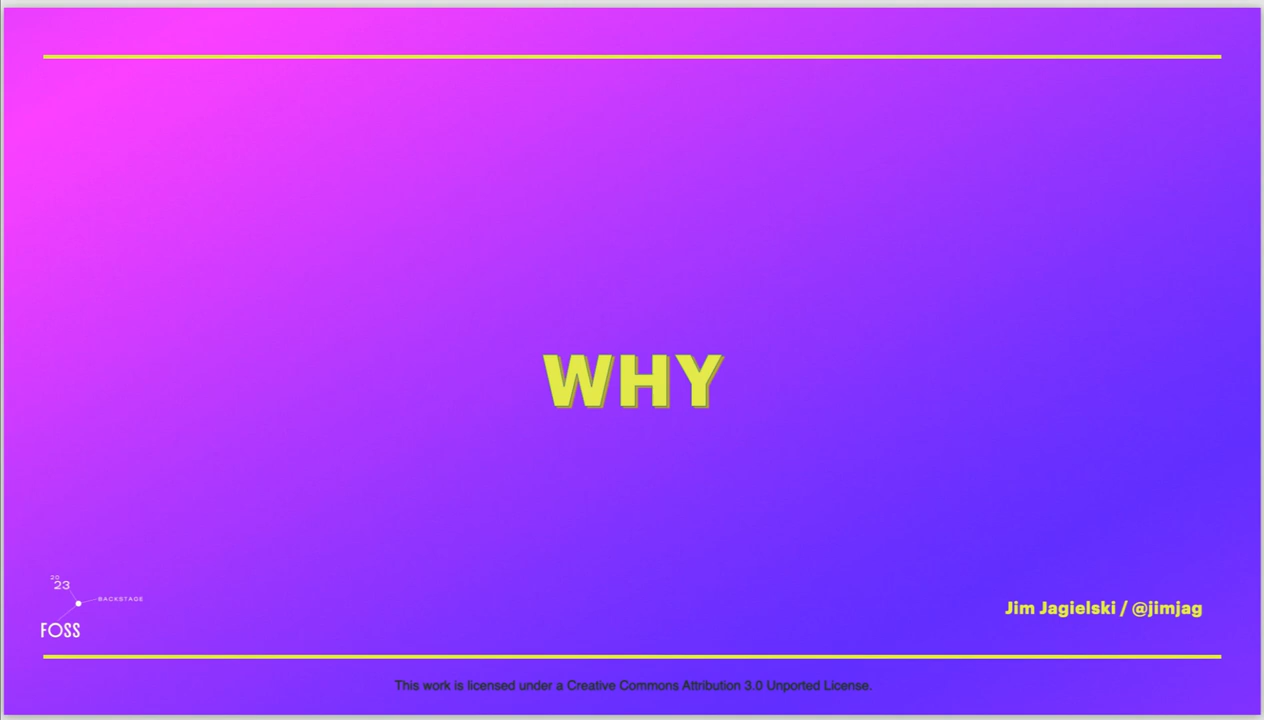 WHY
20
23
BACKSTAGE
FOSS
Jim Jagielski / @jimjag
This work is licensed under a Creative Commons Attribution 3.0 Unported License.